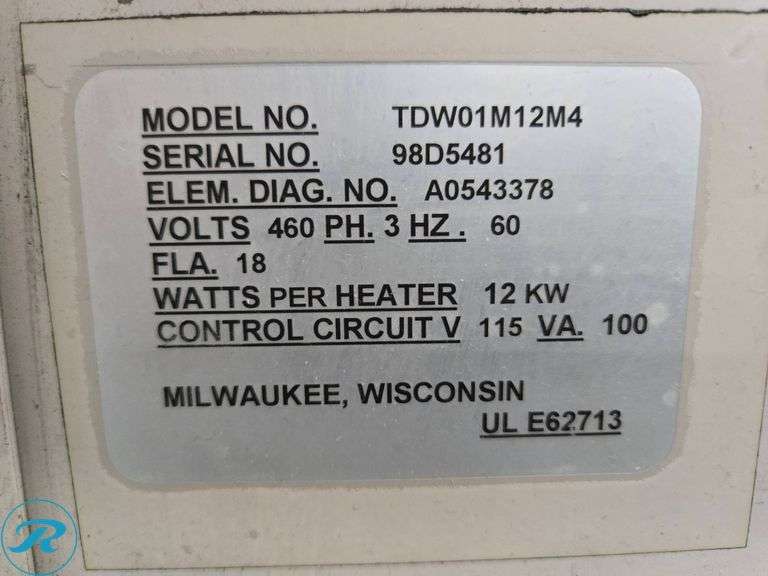 MODEL NO. TDW01M12M4
SERIAL NO. 98D5481
ELEM. DIAG. NO. A0543378
VOLTS 460 PH. 3 HZ. 60
FLA. 18
WATTS PER HEATER 12 KW
CONTROL CIRCUIT V 115 VA. 100
MILWAUKEE, WISCONSIN
UL E62713
R